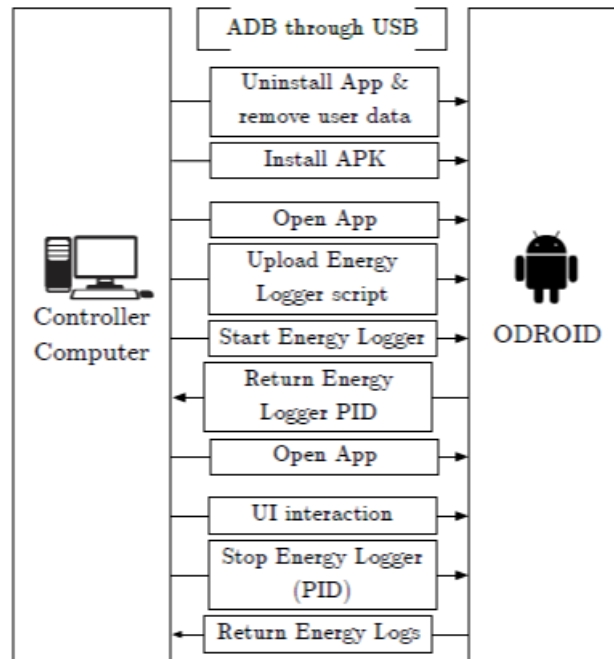 ADB through USB
Uninstall App &
remove user data
Install APK
Open App
Upload Energy
Logger script
Controller
Computer
ODROID
Start Energy Logger
Return Energy
Logger PID
Open App
UI interaction
Stop Energy Logger
(PID)
Return Energy Logs